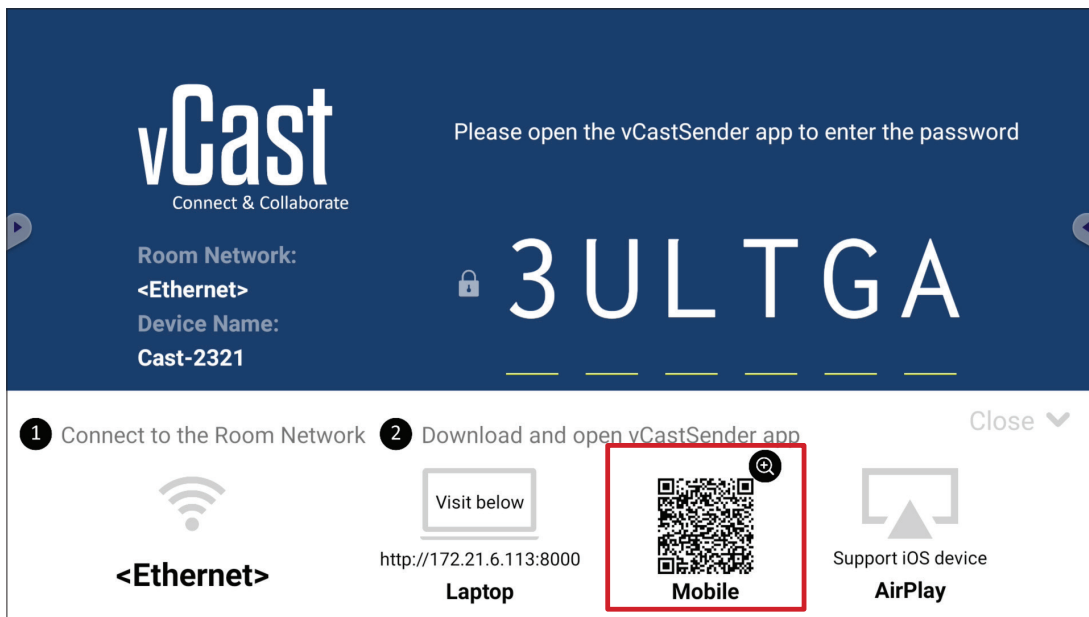 vCast
Connect & Collaborate
Please open the vCastSender app to enter the password
Room Network:
<Ethernet>
Device Name:
Cast-2321
3ULTGA
1 Connect to the Room Network
<Ethernet>
2 Download and open vCastSender app
Close
Visit below
http://172.21.6.113:8000
Laptop
Mobile
Support iOS device
AirPlay